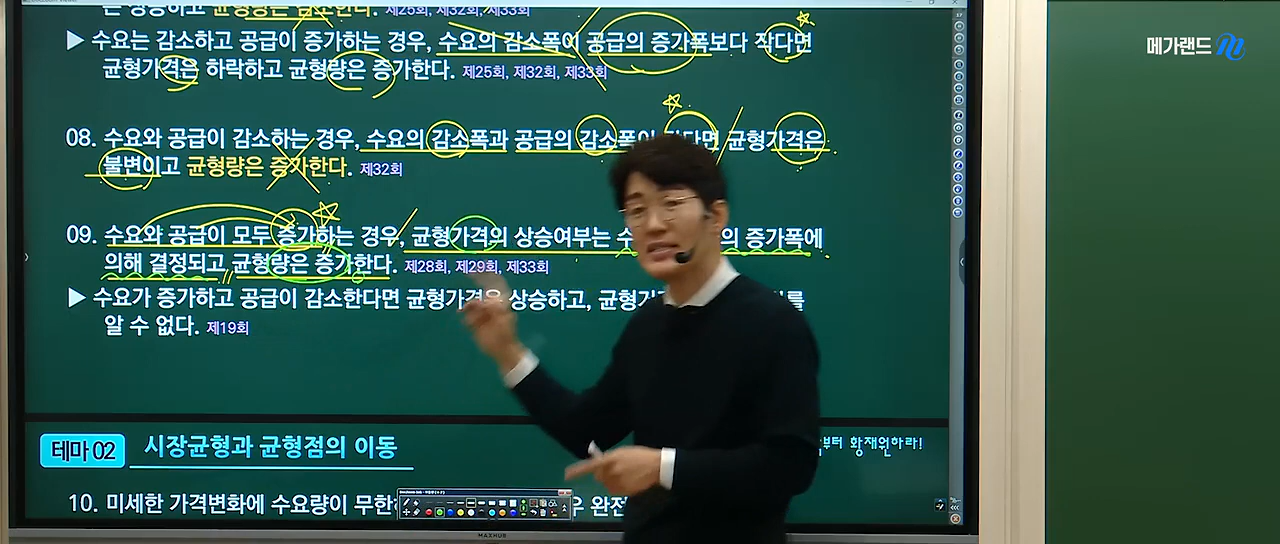 는 상승하고 균형량은 감소한다. 제25회, 제32회, 제33회
▶ 수요는 감소하고 공급이 증가하는 경우, 수요의 감소폭이 공급의 증가폭보다 작다면
균형가격은 하락하고 균형량은 증가한다. 제25회, 제32회, 제33회
메가랜드
08. 수요와 공급이 감소하는 경우, 수요의 감소폭과 공급의 감소폭이 같다면 균형가격은
불변이고 균형량은 증가한다. 제32회
09. 수요와 공급이 모두 증가하는 경우, 균형가격의 상승여부는 수 의 증가폭에
의해 결정되고 균형량은 증가한다. 제28회, 제29회, 제33회
▶ 수요가 증가하고 공급이 감소한다면 균형가격은 상승하고, 균형
알 수 없다. 제19회
테마 02 시장균형과 균형점의 이동
부터 황재원하라!
10. 미세한 가격변화에 수요량이 무한 우 완전
MAXHUB